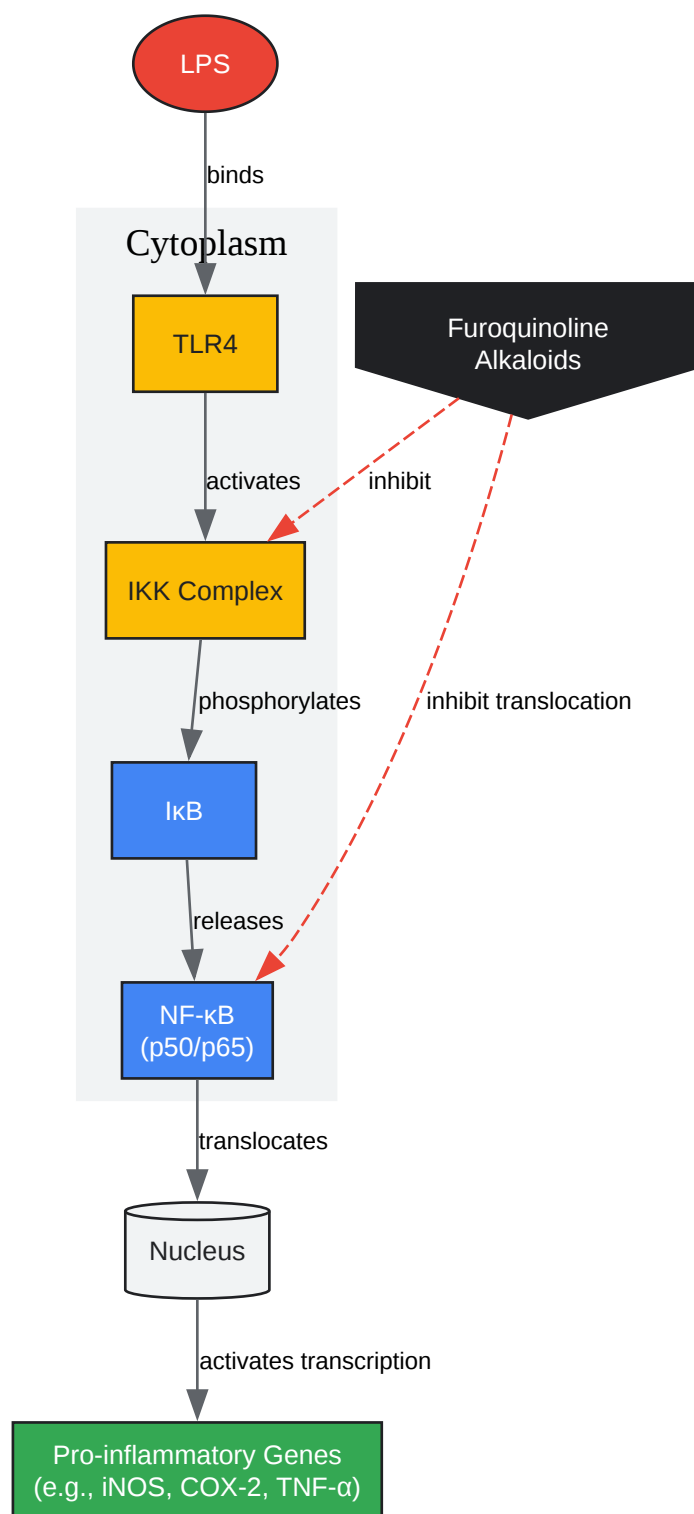 LPS
binds
Cytoplasm
TLR4
Furoquinoline
Alkaloids
activates
inhibit
IKK Complex
phosphorylates
inhibit translocation
IκB
releases
NF-κB
(p50/p65)
translocates
Nucleus
activates transcription
Pro-inflammatory Genes
(e.g., iNOS, COX-2, TNF-α)